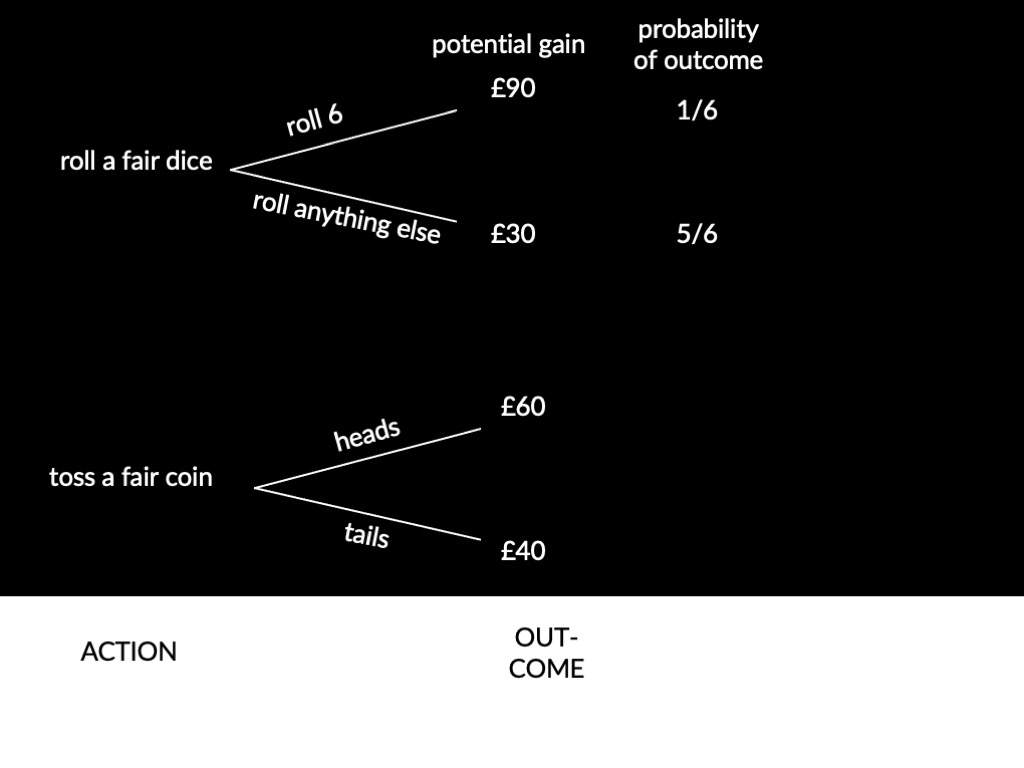 potential gain
probability
of outcome
£90
1/6
roll 6
roll a fair dice
roll anything else
£30
5/6
£60
heads
toss a fair coin
tails
£40
ACTION
OUT-
COME